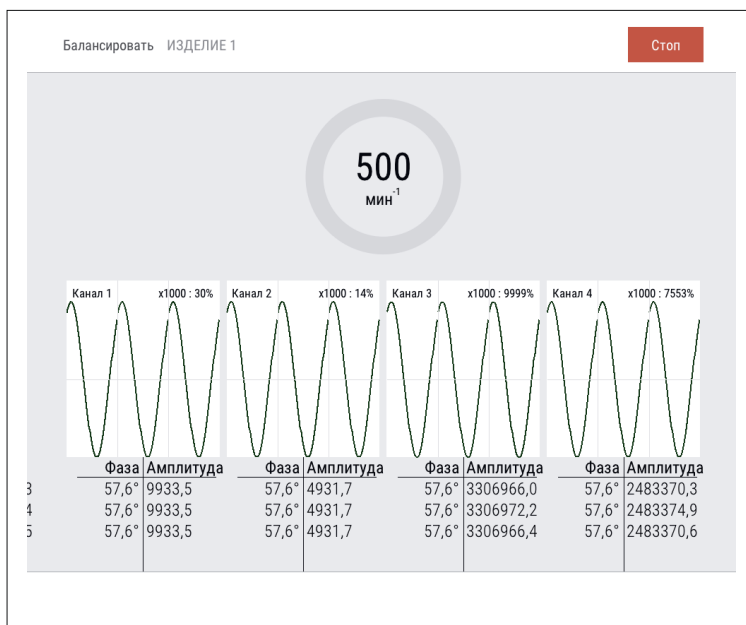 Балансировать ИЗДЕЛИЕ 1 Стоп
500
мин⁻¹
Канал 1 x1000 : 30% Канал 2 x1000 : 14% Канал 3 x1000 : 9999% Канал 4 x1000 : 7553%
Фаза Амплитуда Фаза Амплитуда Фаза Амплитуда Фаза Амплитуда
3 57,6° 9933,5 57,6° 4931,7 57,6° 3306966,0 57,6° 2483370,3
4 57,6° 9933,5 57,6° 4931,7 57,6° 3306972,2 57,6° 2483374,9
5 57,6° 9933,5 57,6° 4931,7 57,6° 3306966,4 57,6° 2483370,6